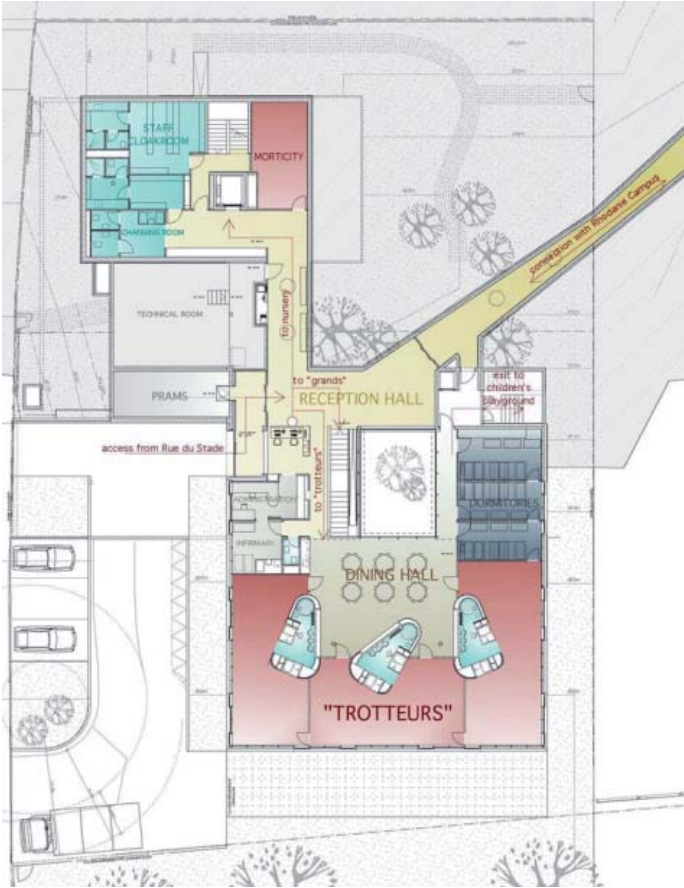 STAFF
CLOAKROOM
MORTICITY
CHANGING ROOM
connection with Rhodanie Campus
TECHNICAL ROOM
to nursery
PRAMS
to "grands"
RECEPTION HALL
exit to
children's
playground
access from Rue du Stade
to "trotteurs"
ADMINISTRATION
DORMITORIES
INFIRMARY
DINING HALL
"TROTTEURS"